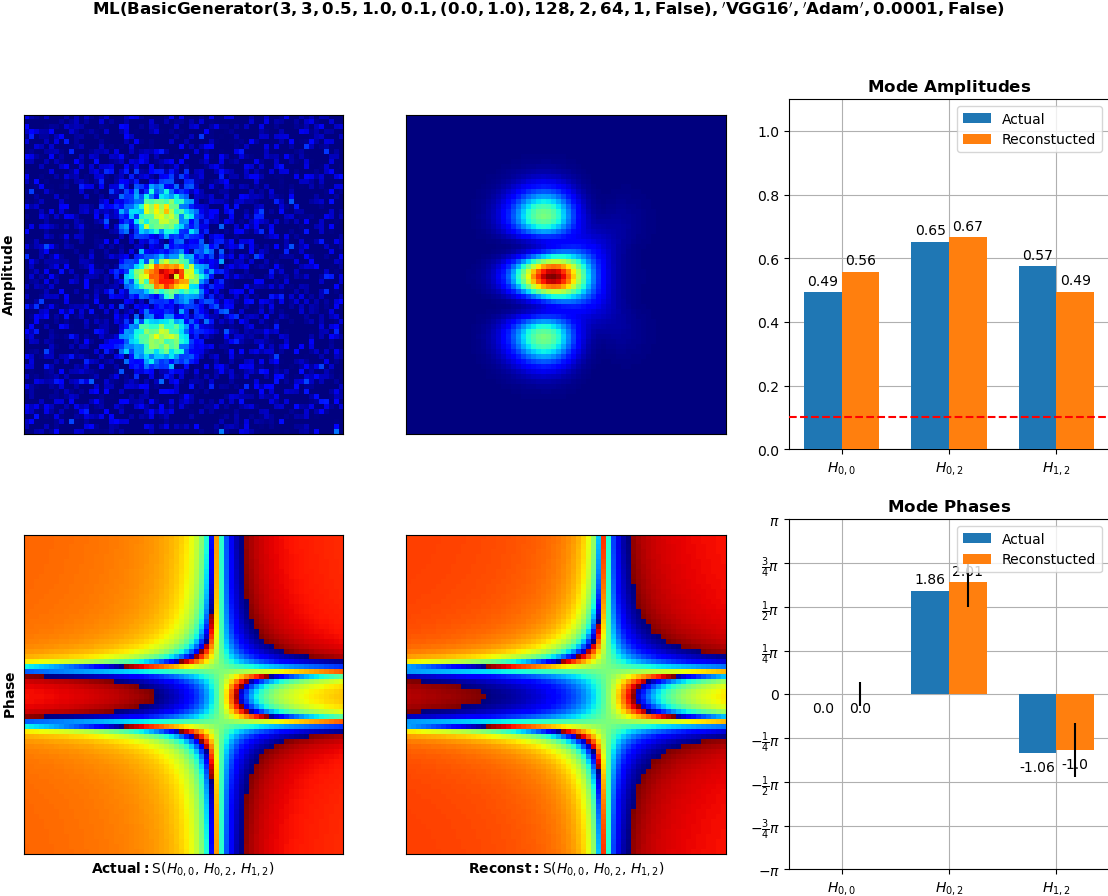 ML(BasicGenerator(3, 3, 0.5, 1.0, 0.1, (0.0, 1.0), 128, 2, 64, 1, False), ′VGG16′, ′Adam′, 0.0001, False)
Mode Amplitudes
Actual
Reconstucted
1.0
0.8
0.6
0.4
0.2
0.0
0.49
0.56
0.65
0.67
0.57
0.49
H0,0
H0,2
H1,2
Amplitude
Mode Phases
Actual
Reconstucted
π
3/4π
1/2π
1/4π
0
−1/4π
−1/2π
−3/4π
−π
0.0
0.0
1.86
2.01
-1.06
-1.0
H0,0
H0,2
H1,2
Phase
Actual: S(H0,0, H0,2, H1,2)
Reconst: S(H0,0, H0,2, H1,2)